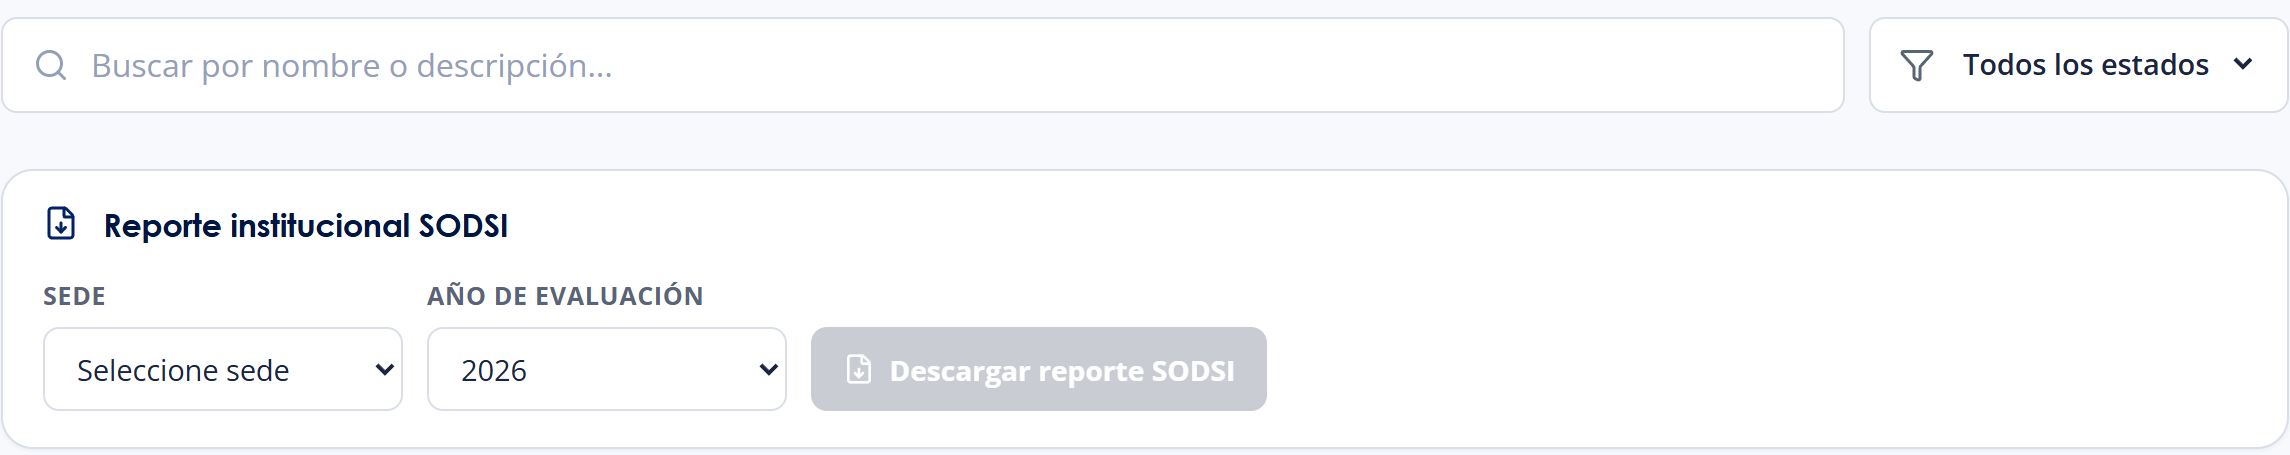 Buscar por nombre o descripción...
Todos los estados
Reporte institucional SODSI
SEDE
AÑO DE EVALUACIÓN
Seleccione sede
2026
Descargar reporte SODSI